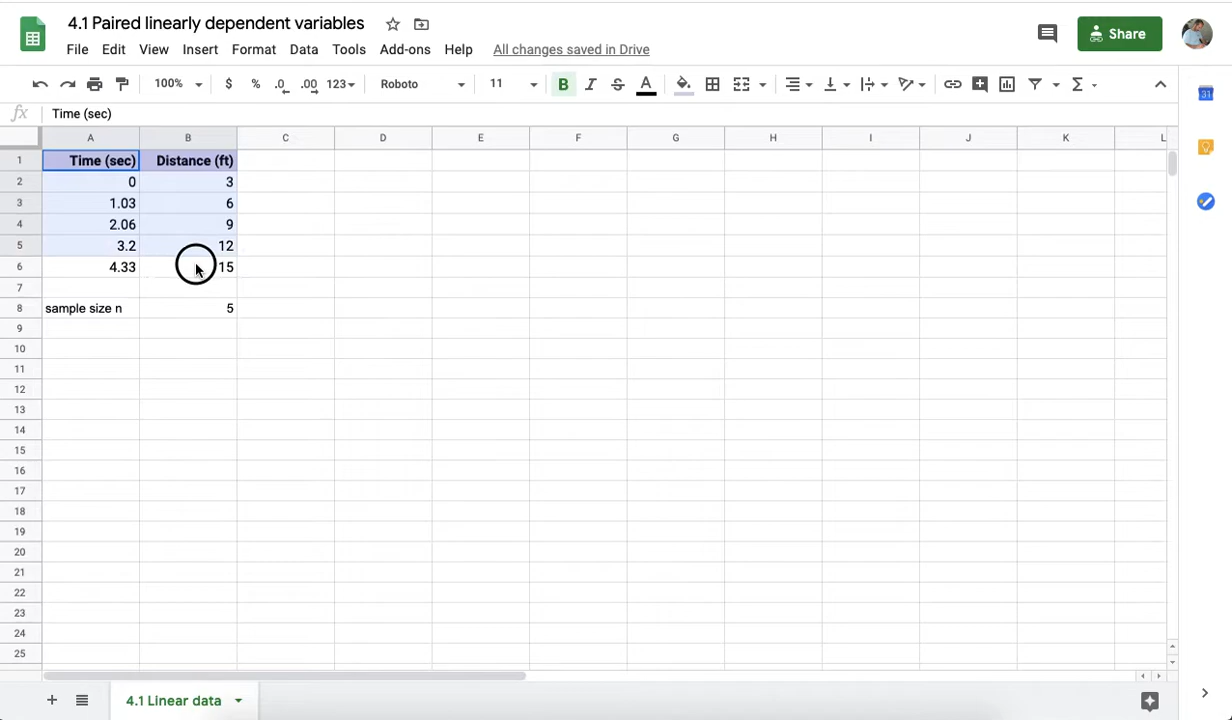 4.1 Paired linearly dependent variables
File Edit View Insert Format Data Tools Add-ons Help All changes saved in Drive
Share
100% $ % .0 .00 123 Roboto 11 B I S A Σ
31
fx Time (sec)
A B C D E F G H I J K L
1 Time (sec) Distance (ft)
2 0 3
3 1.03 6
4 2.06 9
5 3.2 12
6 4.33 15
7
8 sample size n 5
9
10
11
12
13
14
15
16
17
18
19
20
21
22
23
24
25
4.1 Linear data